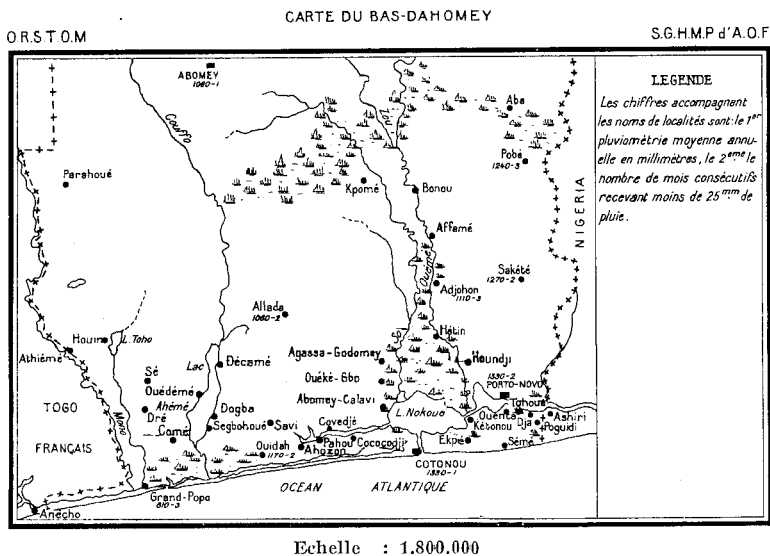 CARTE DU BAS-DAHOMEY
O.R.S.T.O.M
S.G.H.M.P d'A.O.F
LEGENDE
Les chiffres accompagnant
les noms de localités sont: le 1er
pluviométrie moyenne annu-
elle en millimètres, le 2eme le
nombre de mois consécutifs
recevant moins de 25mm de
pluie.
ABOMEY
1060-1
Couffo
Zou
Aba
Pobé
1240-3
Parahoué
Kpomé
Bonou
NIGERIA
Affamé
Ouémé
Sakété
1270-2
Adjohon
1110-3
Allada
1060-2
Houin
L. Toho
Athiémé
Hétin
Sô
Agassa-Godomey
Houndji
Lac
Décamé
Sé
Ouédémé
Ahémé
Ouéké-Gbo
1330-2
PORTO-NOVO
Abomey-Calavi
TOGO
FRANÇAIS
Mono
Dré
Dogba
L. Nokoué
Tohoué
Ouenta
Dja
Ashiri
Segbohoué
Savi
Govedjé
Kétonou
Poguidi
Comé
Pahou
Cococodji
Ekpé
Sémé
Ouidah
1170-2
Ahozon
COTONOU
1330-1
Grand-Popo
810-3
OCEAN ATLANTIQUE
Anécho
Echelle : 1.800.000